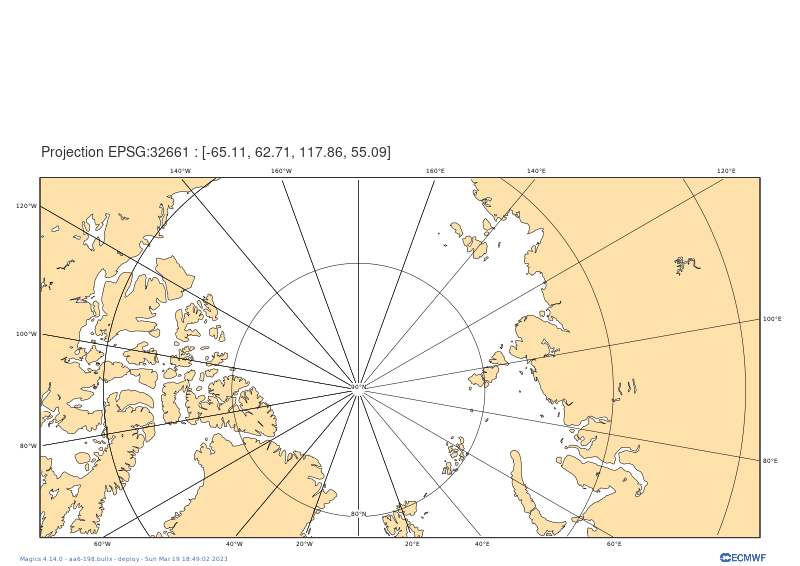 Projection EPSG:32661 : [-65.11, 62.71, 117.86, 55.09]
140°W 160°W 160°E 140°E 120°E
120°W
100°E
100°W
90°N
80°W
80°E
80°N
60°W 40°W 20°W 20°E 40°E 60°E
Magics 4.14.0 - aa6-198.bullx - deploy - Sun Mar 19 18:49:02 2023
ECMWF